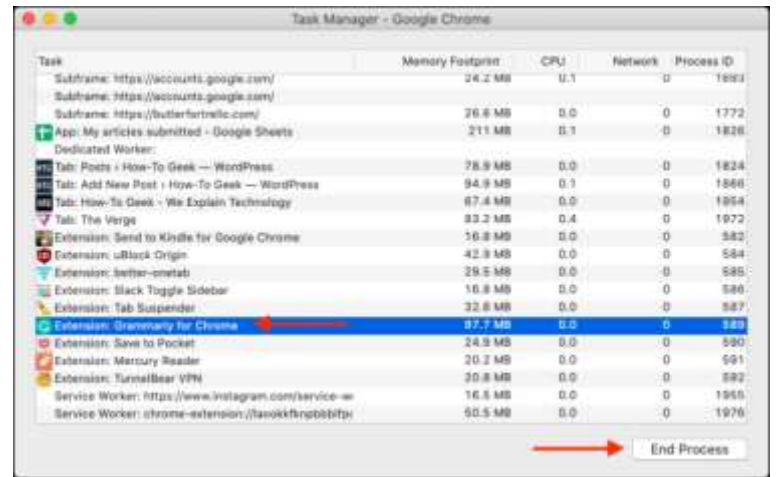 Task Manager - Google Chrome
Task Memory Footprint CPU Network Process ID
Subframe: https://accounts.google.com/ 24.2 MB 0.1 0 1693
Subframe: https://accounts.google.com/
Subframe: https://butterfortrello.com/ 26.6 MB 0.0 0 1772
App: My articles submitted - Google Sheets 211 MB 0.1 0 1826
Dedicated Worker:
Tab: Posts ‹ How-To Geek — WordPress 78.9 MB 0.0 0 1824
Tab: Add New Post ‹ How-To Geek — WordPress 94.9 MB 0.1 0 1866
Tab: How-To Geek - We Explain Technology 67.4 MB 0.0 0 1954
Tab: The Verge 83.2 MB 0.4 0 1972
Extension: Send to Kindle for Google Chrome 16.8 MB 0.0 0 582
Extension: uBlock Origin 42.9 MB 0.0 0 584
Extension: better-onetab 29.5 MB 0.0 0 585
Extension: Slack Toggle Sidebar 16.8 MB 0.0 0 586
Extension: Tab Suspender 32.8 MB 0.0 0 587
Extension: Grammarly for Chrome 97.7 MB 0.0 0 589
Extension: Save to Pocket 24.9 MB 0.0 0 590
Extension: Mercury Reader 20.2 MB 0.0 0 591
Extension: TunnelBear VPN 20.8 MB 0.0 0 592
Service Worker: https://www.instagram.com/service-w 16.5 MB 0.0 0 1955
Service Worker: 50.5 MB 0.0 0 1976
End Process